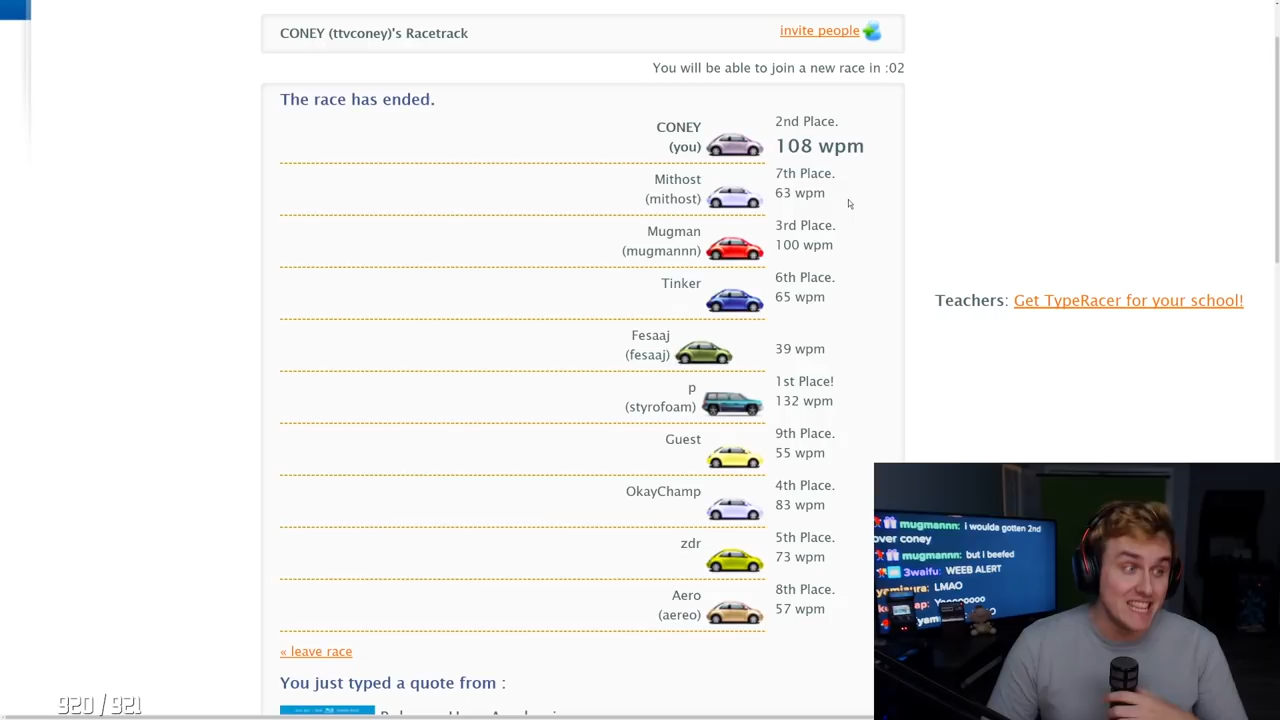 CONEY (ttvconey)'s Racetrack
invite people
You will be able to join a new race in :02
The race has ended.
CONEY
(you)
2nd Place.
108 wpm
Mithost
(mithost)
7th Place.
63 wpm
Mugman
(mugmannn)
3rd Place.
100 wpm
Tinker
6th Place.
65 wpm
Fesaaj
(fesaaj)
39 wpm
p
(styrofoam)
1st Place!
132 wpm
Guest
9th Place.
55 wpm
OkayChamp
4th Place.
83 wpm
zdr
5th Place.
73 wpm
Aero
(aereo)
8th Place.
57 wpm
« leave race
You just typed a quote from :
Teachers: Get TypeRacer for your school!
mugmannn: i woulda gotten 2nd
over coney
mugmannn: but i beefed
3waifu: WEEB ALERT
LMAO
920/921